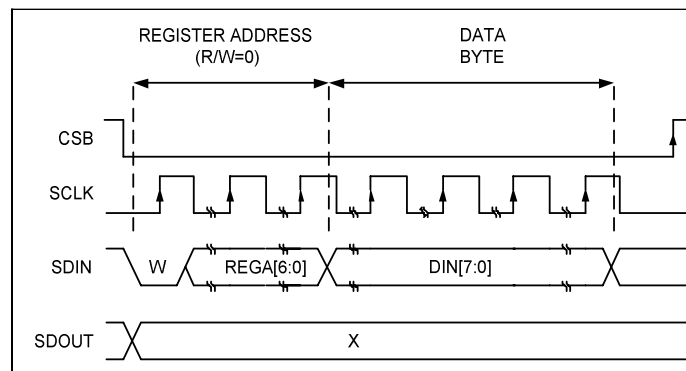 REGISTER ADDRESS
(R/W=0)
DATA
BYTE
CSB
SCLK
SDIN
W
REGA[6:0]
DIN[7:0]
SDOUT
X